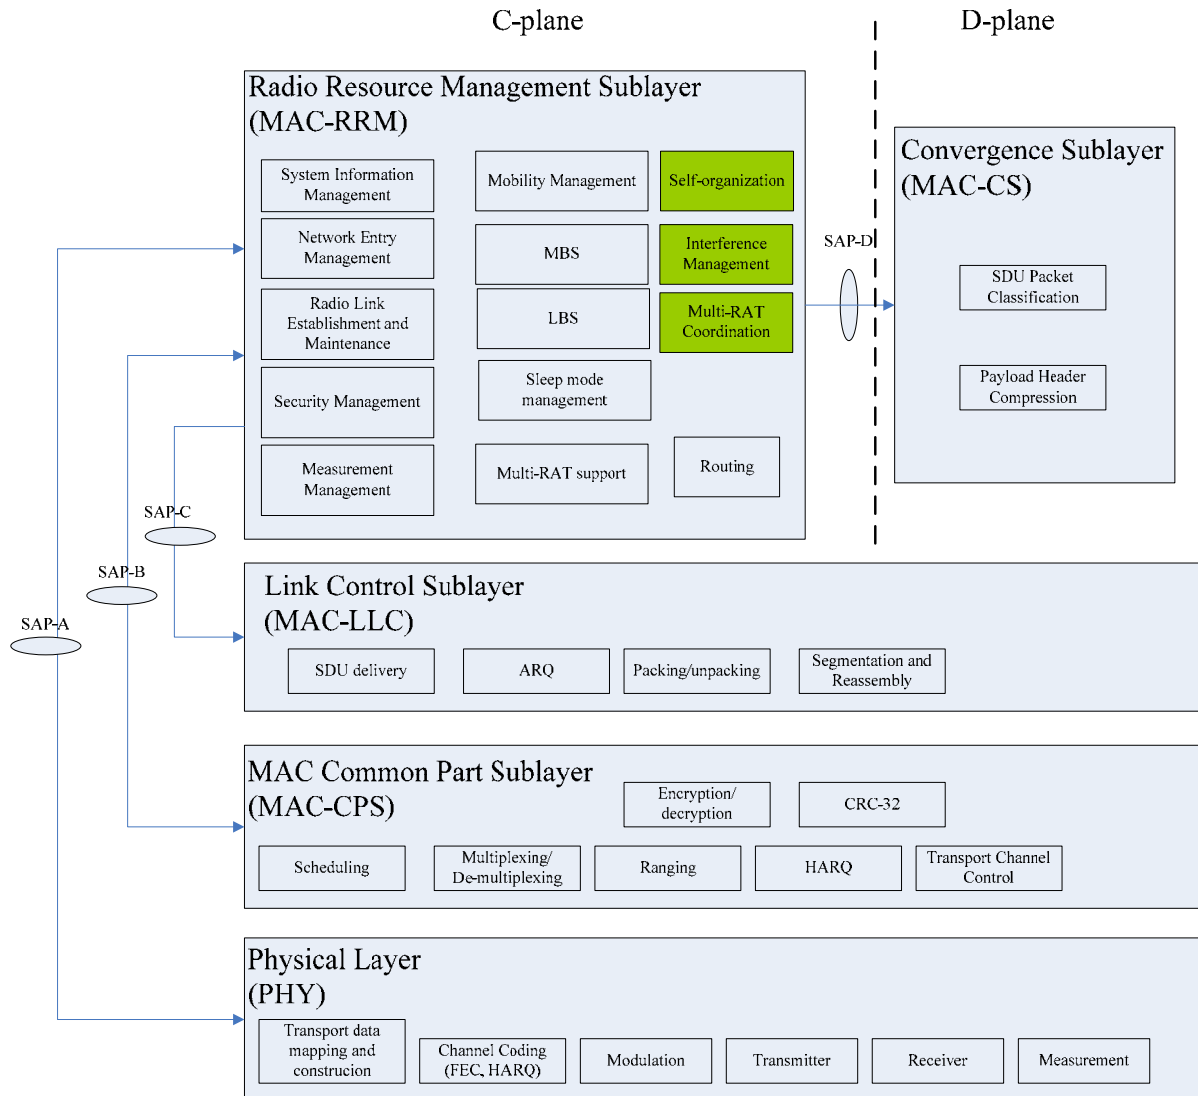 C-plane
D-plane
Radio Resource Management Sublayer
(MAC-RRM)
System Information
Management
Mobility Management
Self-organization
Network Entry
Management
MBS
Interference
Management
Radio Link
Establishment and
Maintenance
LBS
Multi-RAT
Coordination
Security Management
Sleep mode
management
Measurement
Management
Multi-RAT support
Routing
SAP-D
Convergence Sublayer
(MAC-CS)
SDU Packet
Classification
Payload Header
Compression
SAP-C
SAP-B
SAP-A
Link Control Sublayer
(MAC-LLC)
SDU delivery
ARQ
Packing/unpacking
Segmentation and
Reassembly
MAC Common Part Sublayer
(MAC-CPS)
Encryption/
decryption
CRC-32
Scheduling
Multiplexing/
De-multiplexing
Ranging
HARQ
Transport Channel
Control
Physical Layer
(PHY)
Transport data
mapping and
construcion
Channel Coding
(FEC, HARQ)
Modulation
Transmitter
Receiver
Measurement